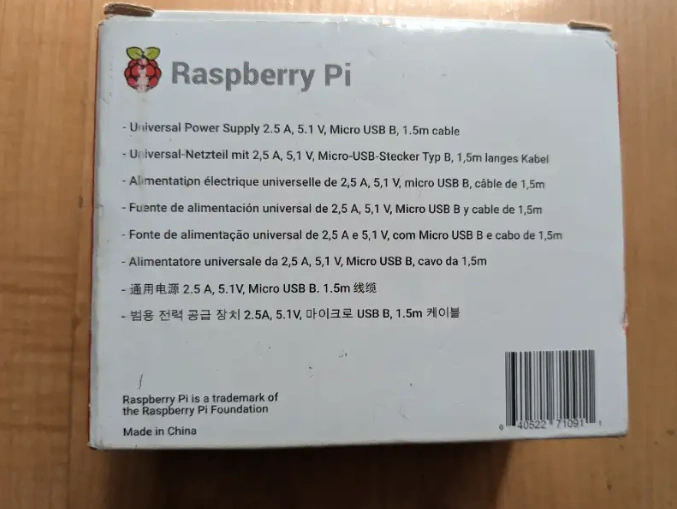 Raspberry Pi
- Universal Power Supply 2.5 A, 5.1 V, Micro USB B, 1.5m cable
- Universal-Netzteil mit 2,5 A, 5,1 V, Micro-USB-Stecker Typ B, 1,5m langes Kabel
- Alimentation électrique universelle de 2,5 A, 5,1 V, micro USB B, câble de 1,5m
- Fuente de alimentación universal de 2,5 A, 5,1 V, Micro USB B y cable de 1,5m
- Fonte de alimentação universal de 2,5 A e 5,1 V, com Micro USB B e cabo de 1,5m
- Alimentatore universale da 2,5 A, 5,1 V, Micro USB B, cavo da 1,5m
- 通用电源 2.5 A, 5.1V, Micro USB B. 1.5m 线缆
- 범용 전력 공급 장치 2.5A, 5.1V, 마이크로 USB B, 1.5m 케이블
Raspberry Pi is a trademark of
the Raspberry Pi Foundation
Made in China
6 40522 71091 1